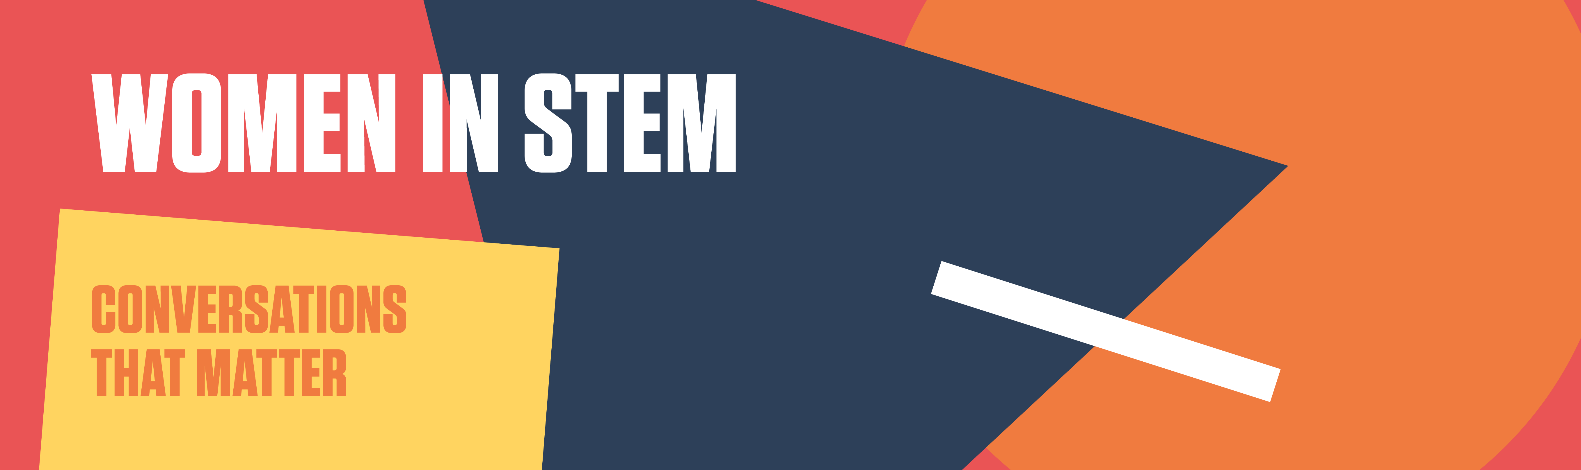 WOMEN IN STEM
CONVERSATIONS
THAT MATTER